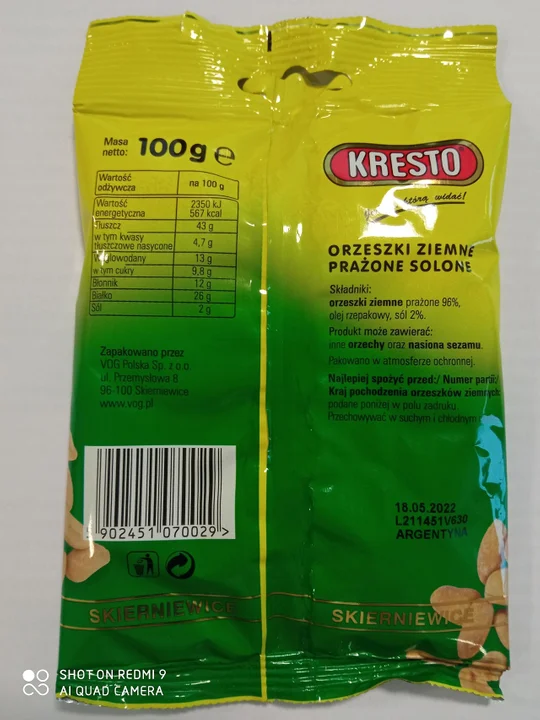 Masa
netto: 100g e
Wartość
odżywcza na 100 g
Wartość
energetyczna 2350 kJ
567 kcal
Tłuszcz 43 g
w tym kwasy
tłuszczowe nasycone 4,7 g
Węglowodany 13 g
w tym cukry 9,8 g
Błonnik 12 g
Białko 26 g
Sól 2 g
Zapakowano przez
VOG Polska Sp. z o.o.
ul. Przemysłowa 8
96-100 Skierniewice
www.vog.pl
902451 070029 >
SKIERNIEWICE
KRESTO
którą widać!
ORZESZKI ZIEMNE
PRAŻONE SOLONE
Składniki:
orzeszki ziemne prażone 96%,
olej rzepakowy, sól 2%.
Produkt może zawierać:
inne orzechy oraz nasiona sezamu.
Pakowano w atmosferze ochronnej.
Najlepiej spożyć przed:/ Numer partii:/
Kraj pochodzenia orzeszków ziemnych:
podane poniżej w polu zadruku.
Przechowywać w suchym i chłodnym
18.05.2022
L211451V630
ARGENTYNA
SKIERNIEWICE
SHOT ON REDMI 9
AI QUAD CAMERA